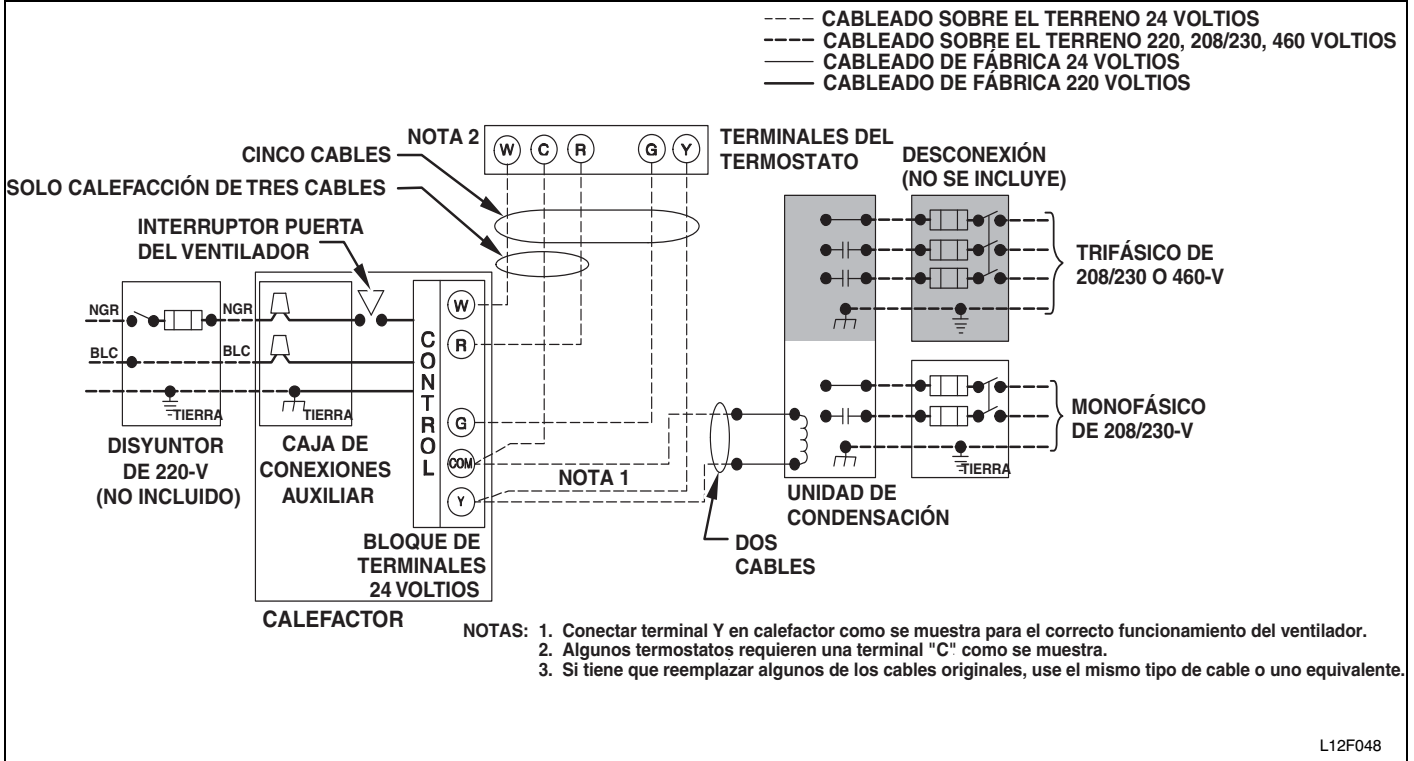 CABLEADO SOBRE EL TERRENO 24 VOLTIOS
CABLEADO SOBRE EL TERRENO 220, 208/230, 460 VOLTIOS
CABLEADO DE FÁBRICA 24 VOLTIOS
CABLEADO DE FÁBRICA 220 VOLTIOS
NOTA 2
W C R G Y
TERMINALES DEL
TERMOSTATO
CINCO CABLES
SOLO CALEFACCIÓN DE TRES CABLES
INTERRUPTOR PUERTA
DEL VENTILADOR
DESCONEXIÓN
(NO SE INCLUYE)
TRIFÁSICO DE
208/230 O 460-V
NGR
NGR
BLC
BLC
TIERRA
TIERRA
CONTROL
W
R
G
COM
Y
NOTA 1
DISYUNTOR
DE 220-V
(NO INCLUIDO)
CAJA DE
CONEXIONES
AUXILIAR
BLOQUE DE
TERMINALES
24 VOLTIOS
CALEFACTOR
DOS
CABLES
UNIDAD DE
CONDENSACIÓN
TIERRA
MONOFÁSICO
DE 208/230-V
NOTAS: 1. Conectar terminal Y en calefactor como se muestra para el correcto funcionamiento del ventilador.
2. Algunos termostatos requieren una terminal "C" como se muestra.
3. Si tiene que reemplazar algunos de los cables originales, use el mismo tipo de cable o uno equivalente.
L12F048